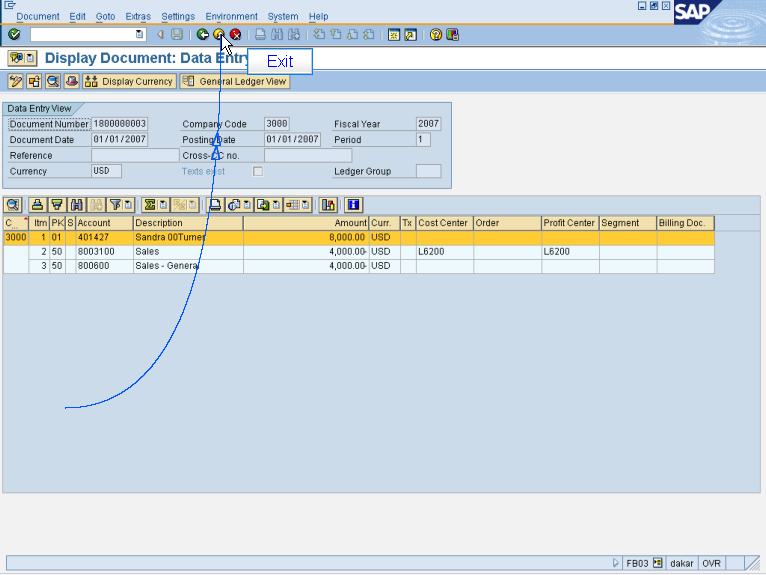 Document Edit Goto Extras Settings Environment System Help
SAP
Display Document: Data Entry
Exit
Display Currency General Ledger View
Data Entry View
Document Number 1800000003 Company Code 3000 Fiscal Year 2007
Document Date 01/01/2007 Posting Date 01/01/2007 Period 1
Reference Cross-CC no.
Currency USD Texts exist Ledger Group
C... Itm PK S Account Description Amount Curr. Tx Cost Center Order Profit Center Segment Billing Doc.
3000 1 01 401427 Sandra 00Turner 8,000.00 USD
2 50 8003100 Sales 4,000.00- USD L6200 L6200
3 50 800600 Sales - General 4,000.00- USD
FB03 dakar OVR